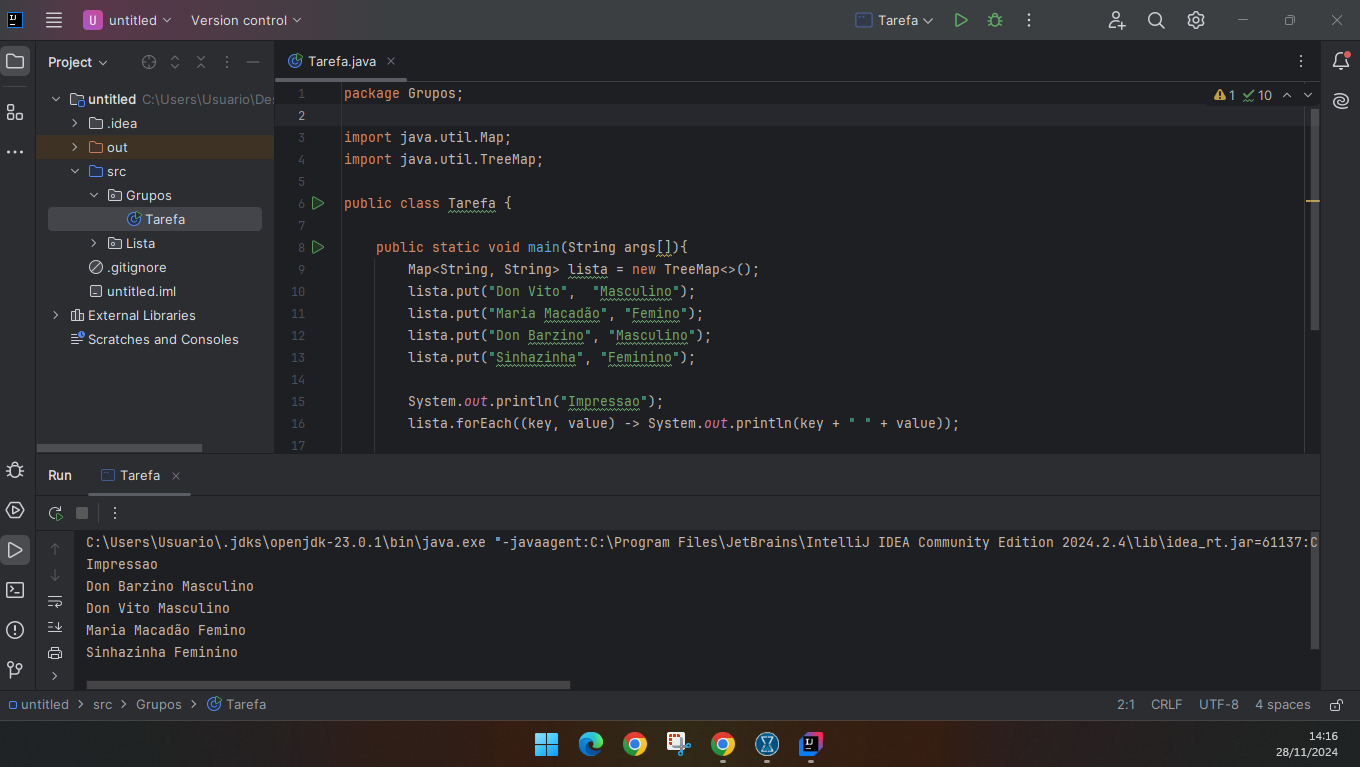 U untitled Version control Tarefa
Project
Tarefa.java
untitled C:\Users\Usuario\Des
.idea
out
src
Grupos
Tarefa
Lista
.gitignore
untitled.iml
External Libraries
Scratches and Consoles
1 10
1 package Grupos;
2
3 import java.util.Map;
4 import java.util.TreeMap;
5
6 public class Tarefa {
7
8 public static void main(String args[]){
9 Map<String, String> lista = new TreeMap<>();
10 lista.put("Don Vito",  "Masculino");
11 lista.put("Maria Macadão", "Femino");
12 lista.put("Don Barzino", "Masculino");
13 lista.put("Sinhazinha", "Feminino");
14
15 System.out.println("Impressao");
16 lista.forEach((key, value) -> System.out.println(key + " " + value));
17
Run Tarefa
C:\Users\Usuario\.jdks\openjdk-23.0.1\bin\java.exe "-javaagent:C:\Program Files\JetBrains\IntelliJ IDEA Community Edition 2024.2.4\lib\idea_rt.jar=61137:C
Impressao
Don Barzino Masculino
Don Vito Masculino
Maria Macadão Femino
Sinhazinha Feminino
untitled > src > Grupos > Tarefa
2:1 CRLF UTF-8 4 spaces
14:16
28/11/2024